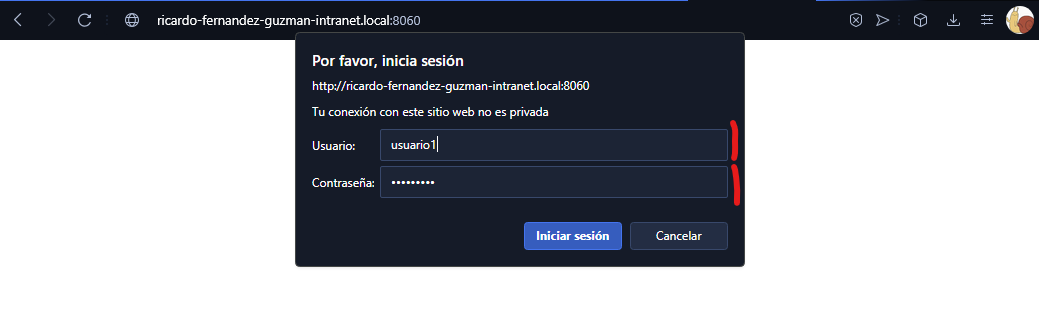 ricardo-fernandez-guzman-intranet.local:8060
Por favor, inicia sesión
http://ricardo-fernandez-guzman-intranet.local:8060
Tu conexión con este sitio web no es privada
Usuario: usuario1
Contraseña: •••••••••
Iniciar sesión Cancelar